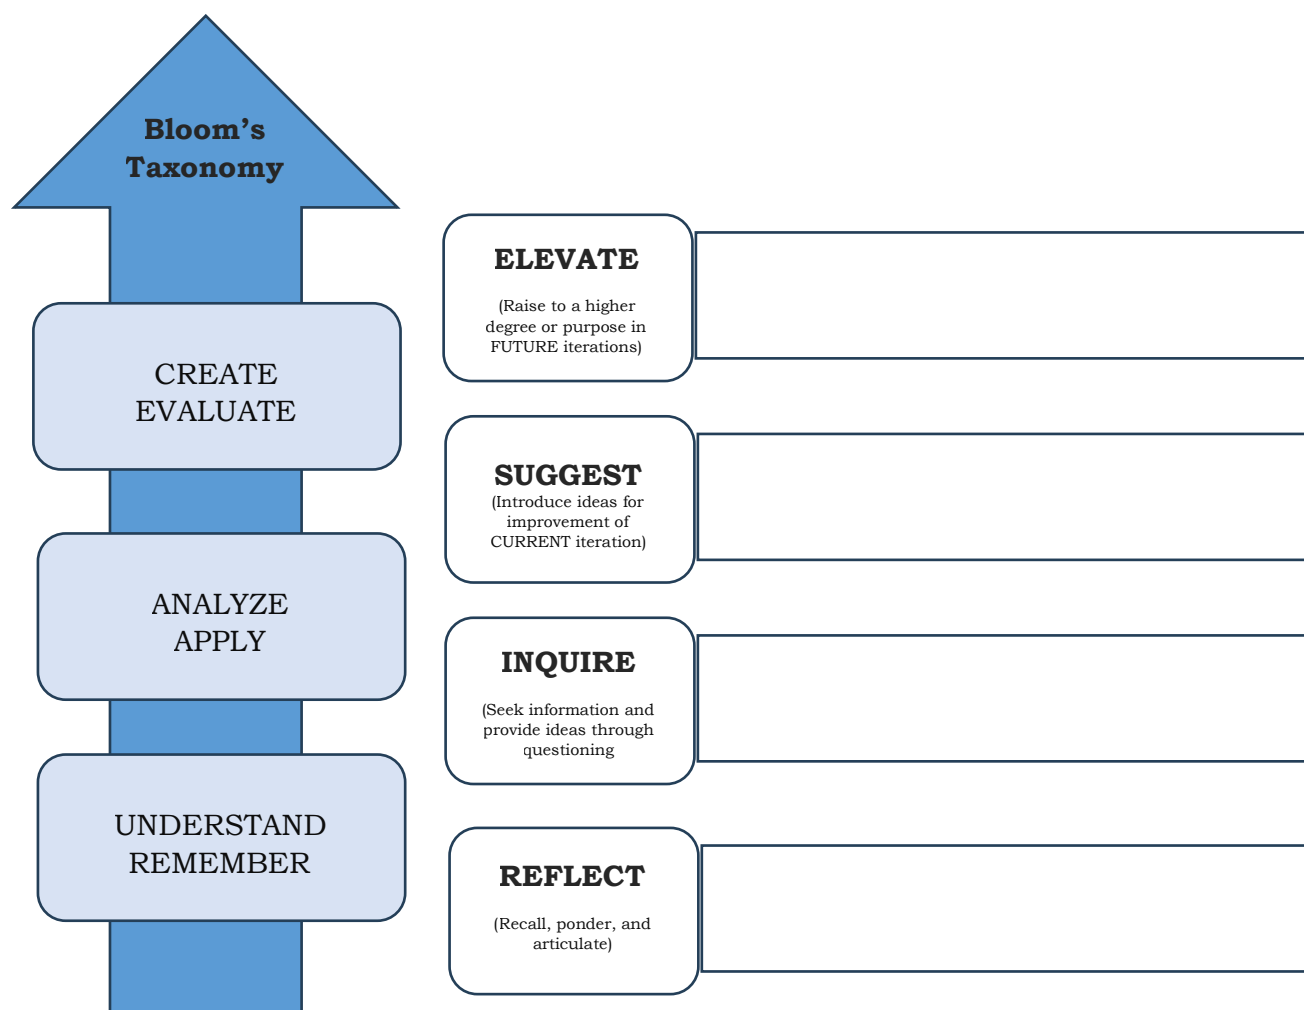 Bloom's
Taxonomy
CREATE
EVALUATE
ANALYZE
APPLY
UNDERSTAND
REMEMBER
ELEVATE
(Raise to a higher
degree or purpose in
FUTURE iterations)
SUGGEST
(Introduce ideas for
improvement of
CURRENT iteration)
INQUIRE
(Seek information and
provide ideas through
questioning
REFLECT
(Recall, ponder, and
articulate)